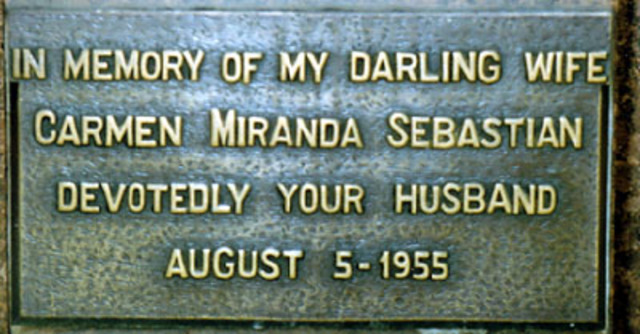 IN MEMORY OF MY DARLING WIFE
CARMEN MIRANDA SEBASTIAN
DEVOTEDLY YOUR HUSBAND
AUGUST 5-1955